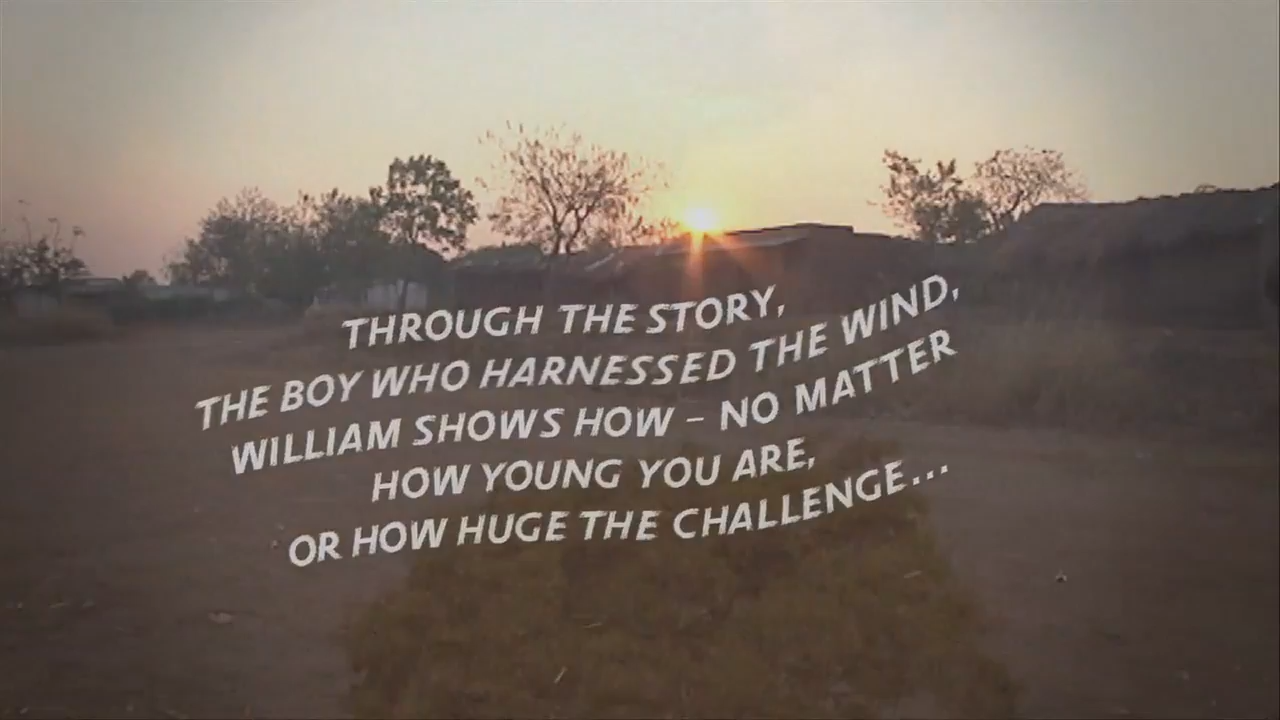 THROUGH THE STORY,
THE BOY WHO HARNESSED THE WIND,
WILLIAM SHOWS HOW – NO MATTER
HOW YOUNG YOU ARE,
OR HOW HUGE THE CHALLENGE...